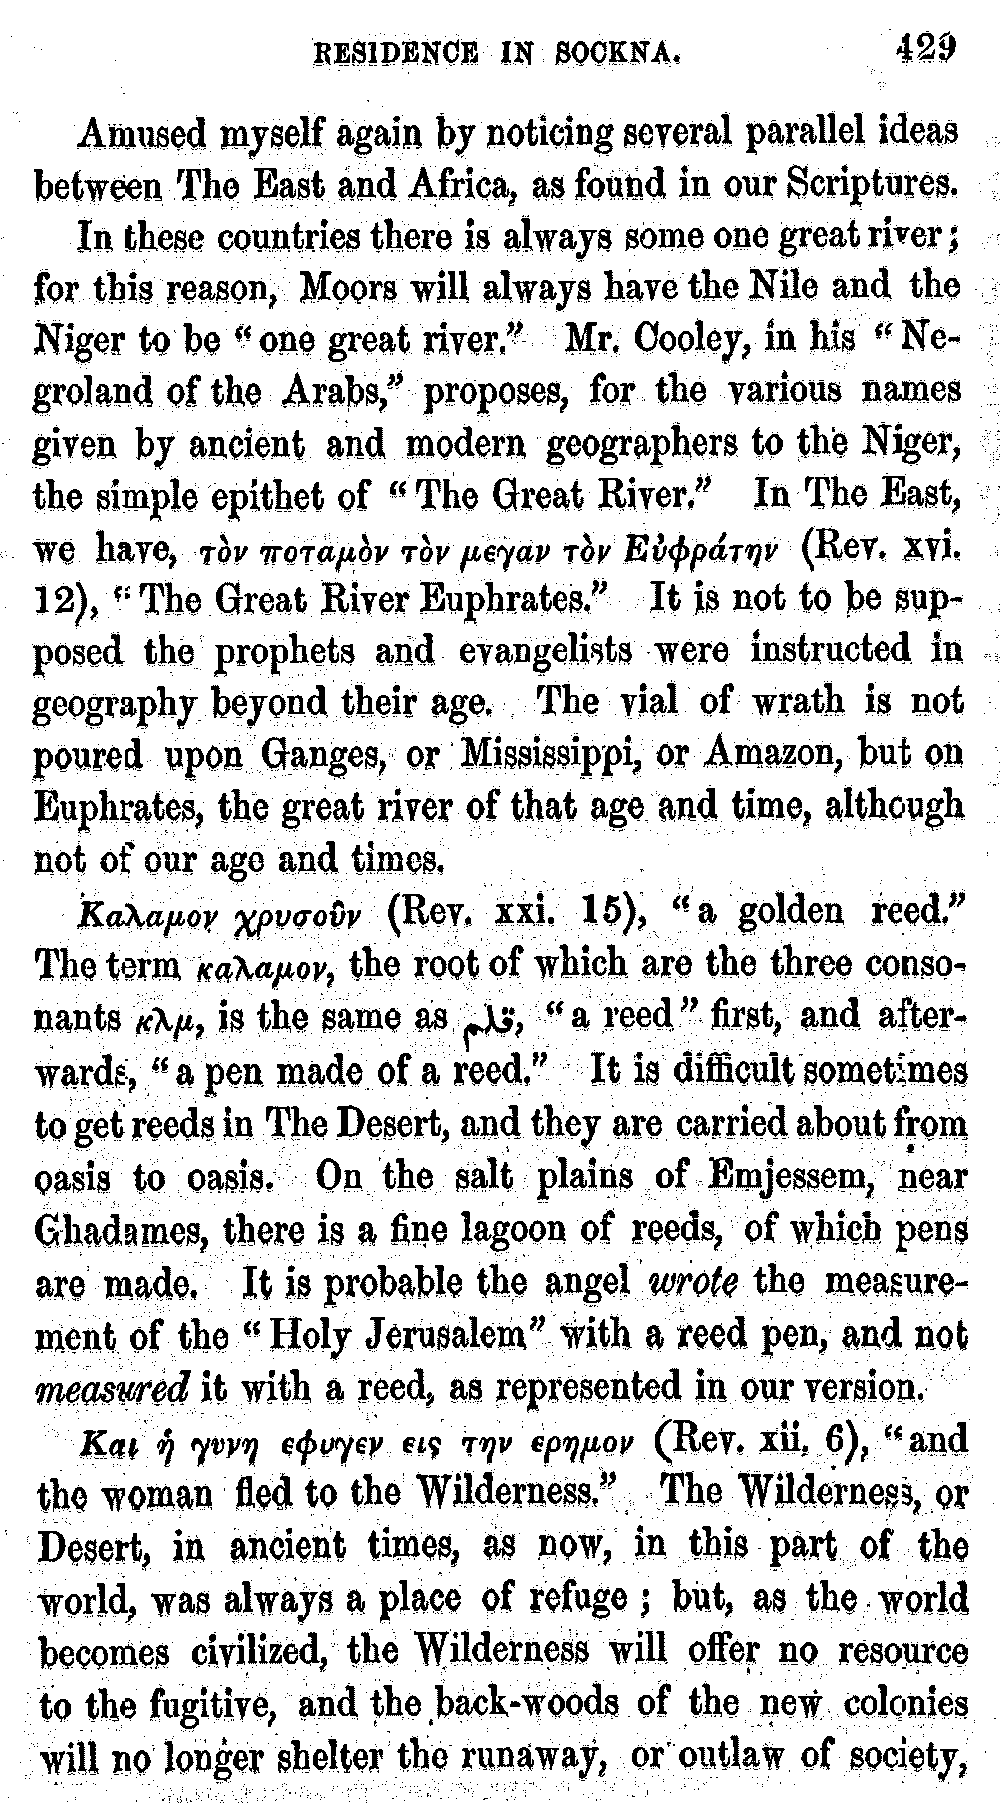 RESIDENCE IN SOCKNA. 429
Amused myself again by noticing several parallel ideas
between The East and Africa, as found in our Scriptures.
In these countries there is always some one great river;
for this reason, Moors will always have the Nile and the
Niger to be “one great river.” Mr. Cooley, in his “Ne-
groland of the Arabs,” proposes, for the various names
given by ancient and modern geographers to the Niger,
the simple epithet of “The Great River.” In The East,
we have, τὸν ποταμὸν τὸν μεγαν τὸν Εὐφράτην (Rev. xvi.
12), “The Great River Euphrates.” It is not to be sup-
posed the prophets and evangelists were instructed in
geography beyond their age. The vial of wrath is not
poured upon Ganges, or Mississippi, or Amazon, but on
Euphrates, the great river of that age and time, although
not of our age and times.
Καλαμον χρυσοῦν (Rev. xxi. 15), “a golden reed.”
The term καλαμον, the root of which are the three conso-
nants κλμ, is the same as قلم, “a reed” first, and after-
wards, “a pen made of a reed.” It is difficult sometimes
to get reeds in The Desert, and they are carried about from
oasis to oasis. On the salt plains of Emjessem, near
Ghadames, there is a fine lagoon of reeds, of which pens
are made. It is probable the angel wrote the measure-
ment of the “Holy Jerusalem” with a reed pen, and not
measured it with a reed, as represented in our version.
Και ἡ γυνη εφυγεν εις την ερημον (Rev. xii. 6), “and
the woman fled to the Wilderness.” The Wilderness, or
Desert, in ancient times, as now, in this part of the
world, was always a place of refuge; but, as the world
becomes civilized, the Wilderness will offer no resource
to the fugitive, and the back-woods of the new colonies
will no longer shelter the runaway, or outlaw of society,